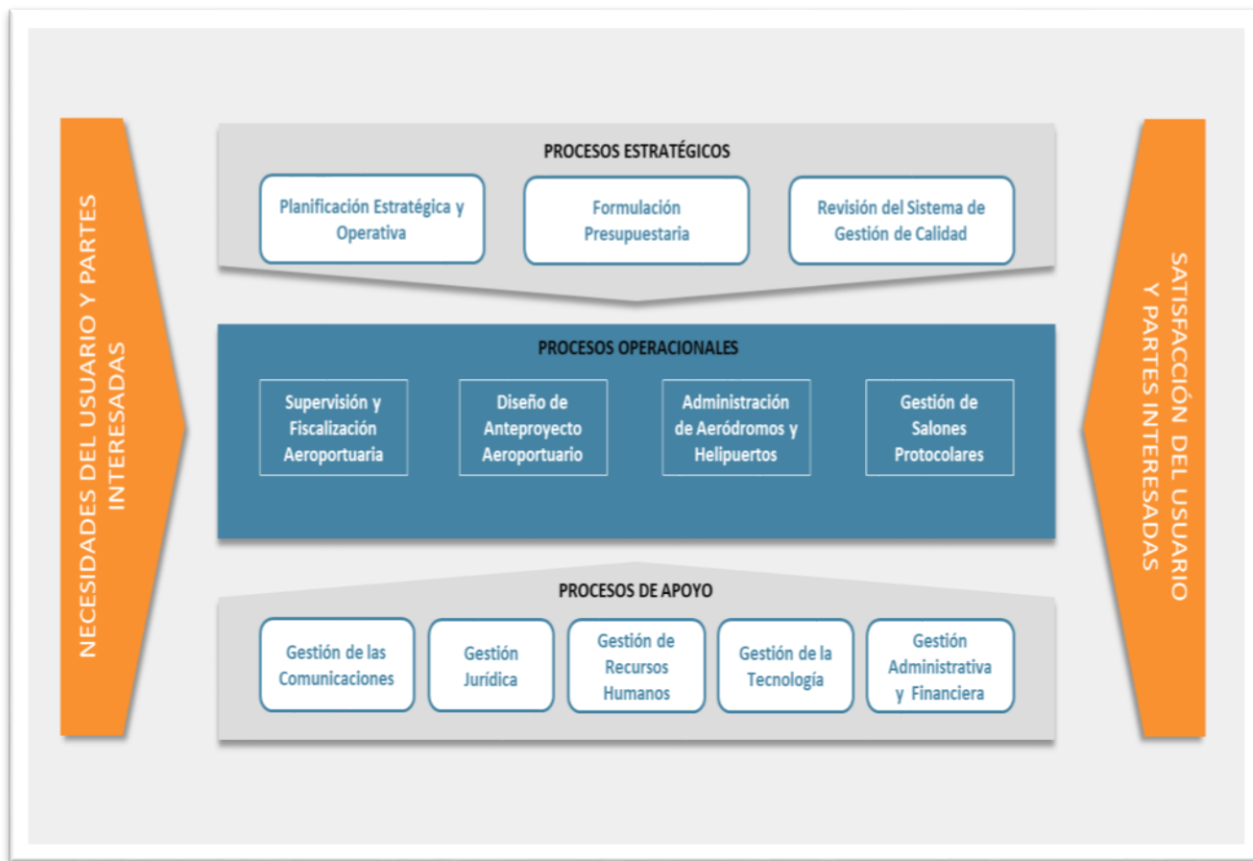 NECESIDADES DEL USUARIO Y PARTES
INTERESADAS
PROCESOS ESTRATÉGICOS
Planificación Estratégica y
Operativa
Formulación
Presupuestaria
Revisión del Sistema de
Gestión de Calidad
PROCESOS OPERACIONALES
Supervisión y
Fiscalización
Aeroportuaria
Diseño de
Anteproyecto
Aeroportuario
Administración
de Aeródromos y
Helipuertos
Gestión de
Salones
Protocolares
PROCESOS DE APOYO
Gestión de las
Comunicaciones
Gestión
Jurídica
Gestión de
Recursos
Humanos
Gestión de la
Tecnología
Gestión
Administrativa
y Financiera
SATISFACCIÓN DEL USUARIO
Y PARTES INTERESADAS